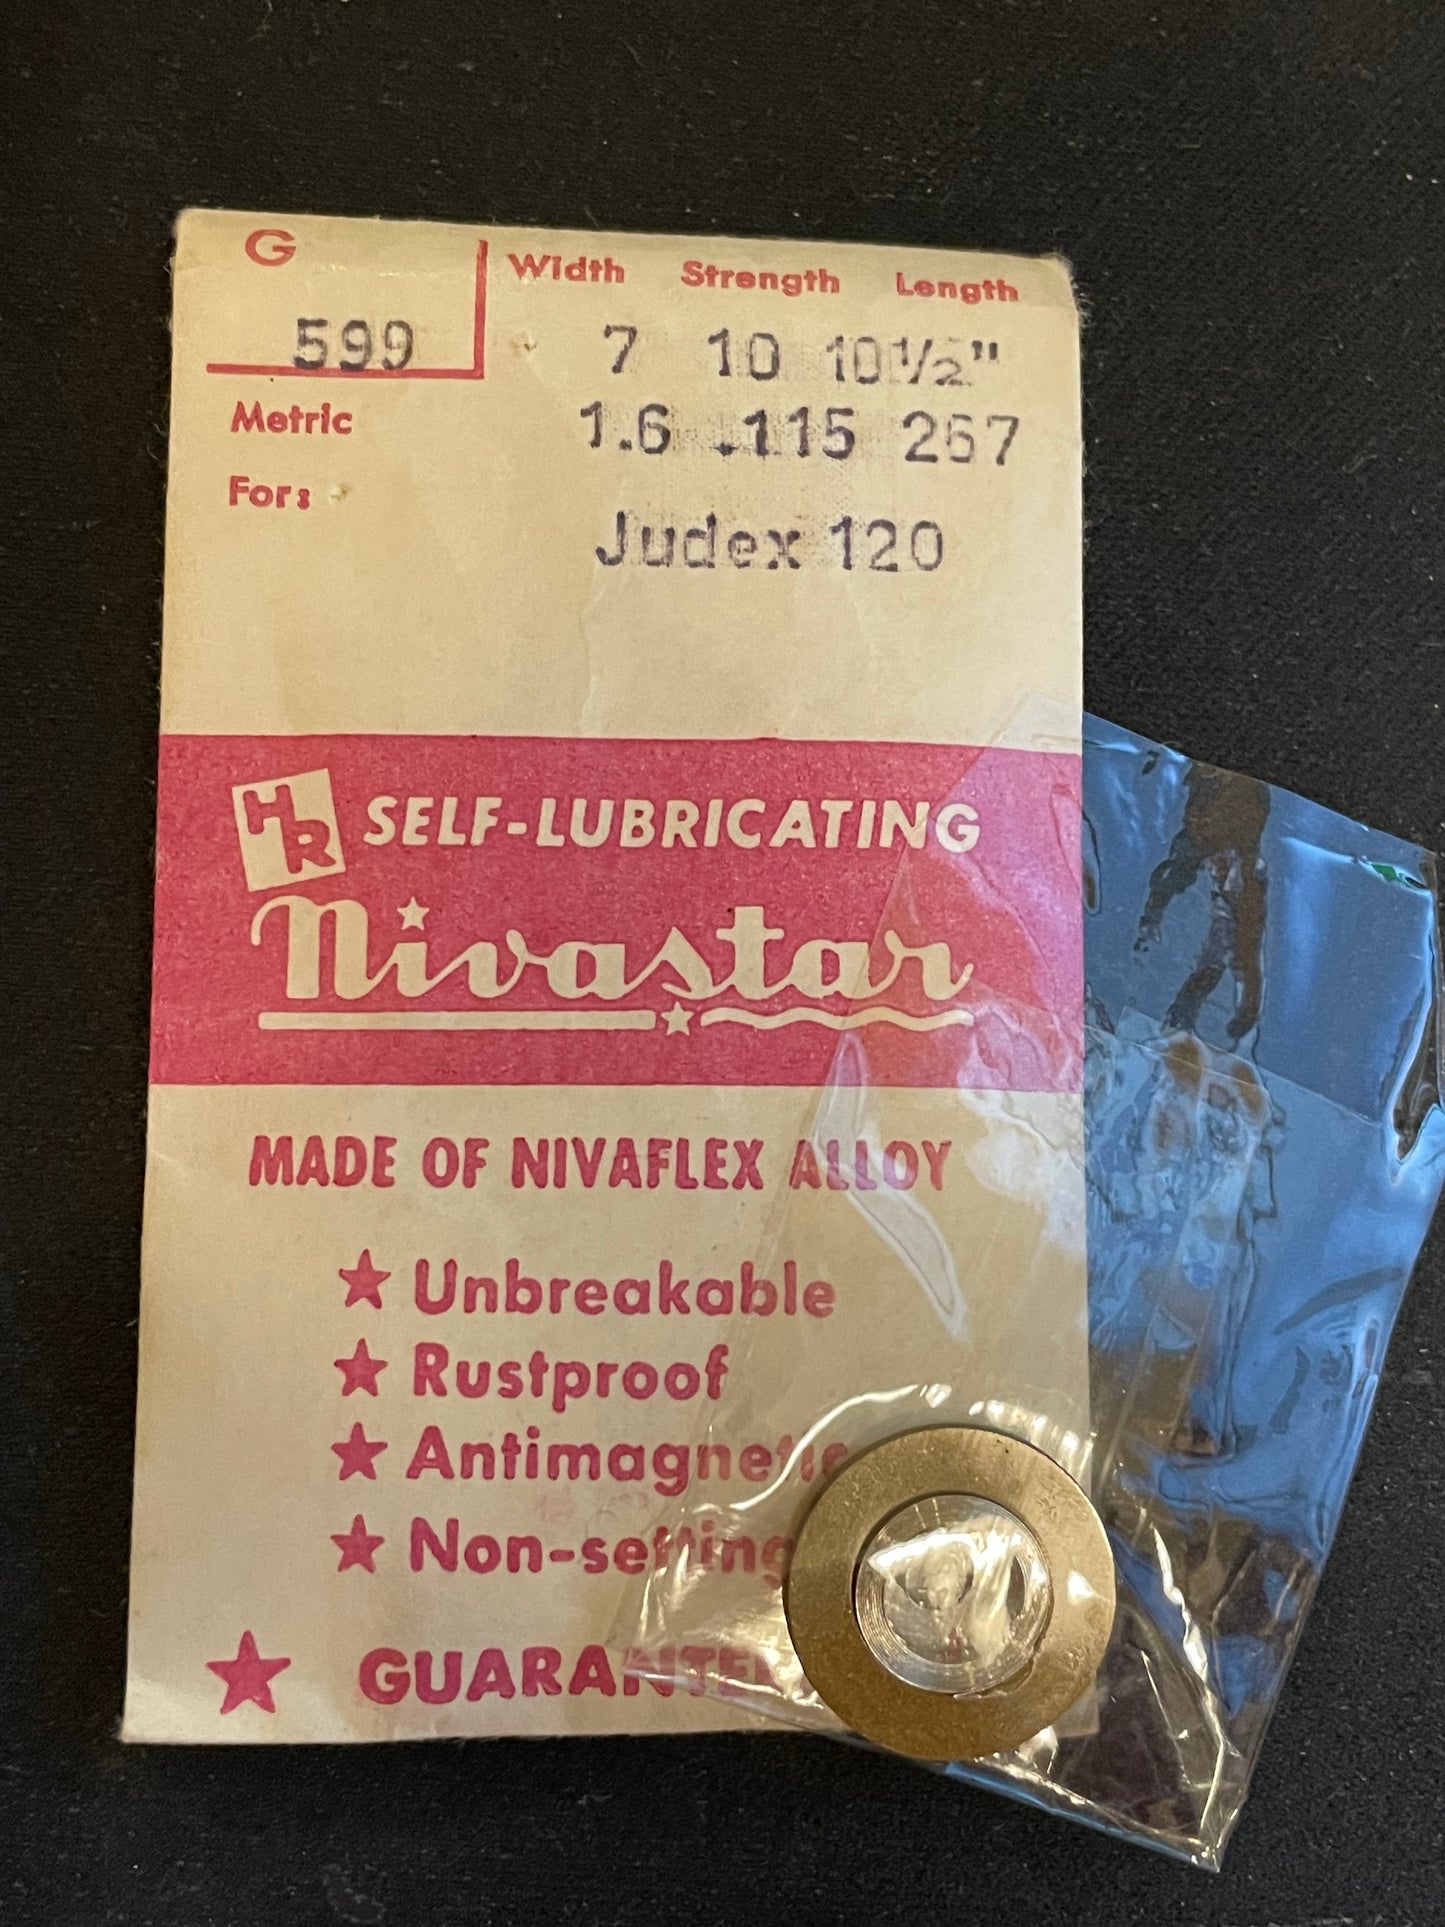 G Width Strength Length
599 7 10 10½"
Metric 1.6 .115 267
For:
Judex 120
HR SELF-LUBRICATING
Nivastar
MADE OF NIVAFLEX ALLOY
★ Unbreakable
★ Rustproof
★ Antimagnetic
★ Non-setting
★ GUARANTE